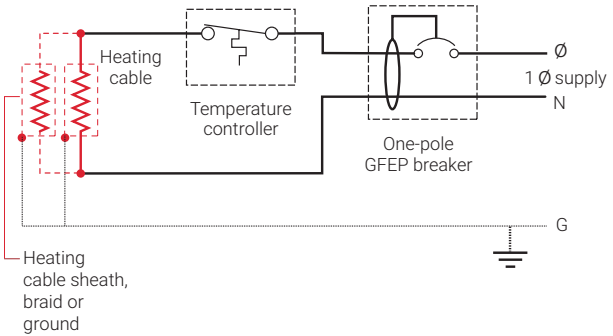 Heating
cable
Temperature
controller
One-pole
GFEP breaker
Ø
1 Ø supply
N
G
Heating
cable sheath,
braid or
ground